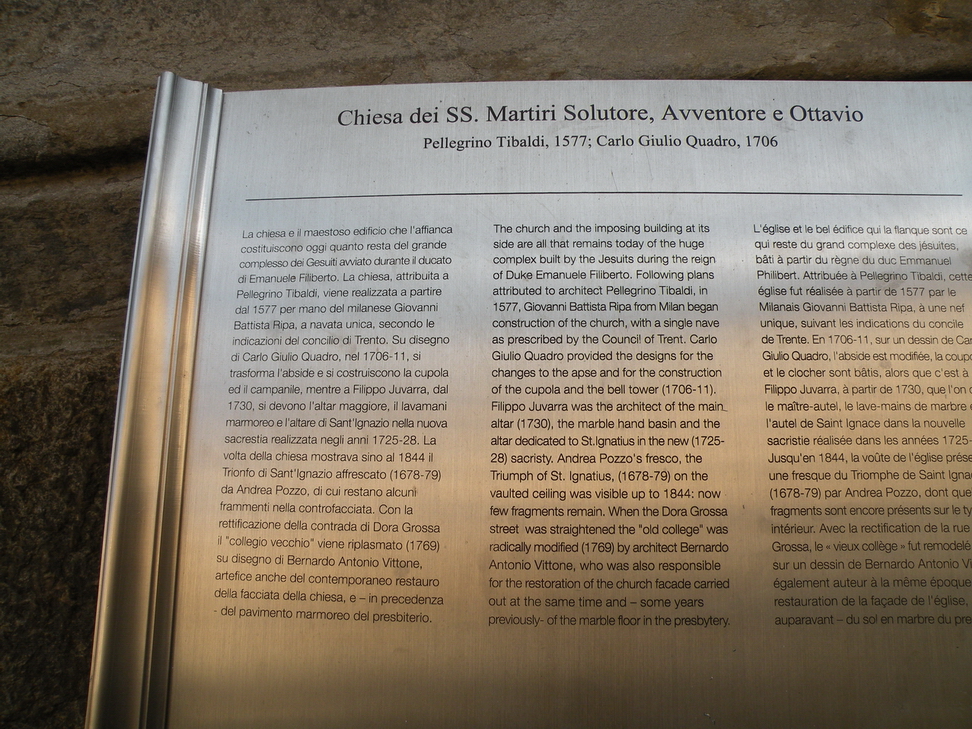 Chiesa dei SS. Martiri Solutore, Avventore e Ottavio
Pellegrino Tibaldi, 1577; Carlo Giulio Quadro, 1706
La chiesa e il maestoso edificio che l'affianca
costituiscono oggi quanto resta del grande
complesso dei Gesuiti avviato durante il ducato
di Emanuele Filiberto. La chiesa, attribuita a
Pellegrino Tibaldi, viene realizzata a partire
dal 1577 per mano del milanese Giovanni
Battista Ripa, a navata unica, secondo le
indicazioni del concilio di Trento. Su disegno
di Carlo Giulio Quadro, nel 1706-11, si
trasforma l'abside e si costruiscono la cupola
ed il campanile, mentre a Filippo Juvarra, dal
1730, si devono l'altar maggiore, il lavamani
marmoreo e l'altare di Sant'Ignazio nella nuova
sacrestia realizzata negli anni 1725-28. La
volta della chiesa mostrava sino al 1844 il
Trionfo di Sant'Ignazio affrescato (1678-79)
da Andrea Pozzo, di cui restano alcuni
frammenti nella controfacciata. Con la
rettificazione della contrada di Dora Grossa
il "collegio vecchio" viene riplasmato (1769)
su disegno di Bernardo Antonio Vittone,
artefice anche del contemporaneo restauro
della facciata della chiesa, e – in precedenza
- del pavimento marmoreo del presbiterio.
The church and the imposing building at its
side are all that remains today of the huge
complex built by the Jesuits during the reign
of Duke Emanuele Filiberto. Following plans
attributed to architect Pellegrino Tibaldi, in
1577, Giovanni Battista Ripa from Milan began
construction of the church, with a single nave
as prescribed by the Council of Trent. Carlo
Giulio Quadro provided the designs for the
changes to the apse and for the construction
of the cupola and the bell tower (1706-11).
Filippo Juvarra was the architect of the main
altar (1730), the marble hand basin and the
altar dedicated to St.Ignatius in the new (1725-
28) sacristy. Andrea Pozzo's fresco, the
Triumph of St. Ignatius, (1678-79) on the
vaulted ceiling was visible up to 1844: now
few fragments remain. When the Dora Grossa
street was straightened the "old college" was
radically modified (1769) by architect Bernardo
Antonio Vittone, who was also responsible
for the restoration of the church facade carried
out at the same time and – some years
previously- of the marble floor in the presbytery.
L'église et le bel édifice qui la flanque sont ce
qui reste du grand complexe des jésuites,
bâti à partir du règne du duc Emmanuel
Philibert. Attribuée à Pellegrino Tibaldi, cette
église fut réalisée à partir de 1577 par le
Milanais Giovanni Battista Ripa, à une nef
unique, suivant les indications du concile
de Trente. En 1706-11, sur un dessin de
Giulio Quadro, l'abside est modifiée, la
et le clocher sont bâtis, alors que c'est à
Filippo Juvarra, à partir de 1730, que l'on
le maître-autel, le lave-mains de marbre
l'autel de Saint Ignace dans la nouvelle
sacristie réalisée dans les années 1725-
Jusqu'en 1844, la voûte de l'église
une fresque du Triomphe de Saint
(1678-79) par Andrea Pozzo, dont
fragments sont encore présents sur le
intérieur. Avec la rectification de la rue
Grossa, le « vieux collège » fut remodelé
sur un dessin de Bernardo Antonio
également auteur à la même époque
restauration de la façade de l'église,
auparavant – du sol en marbre du